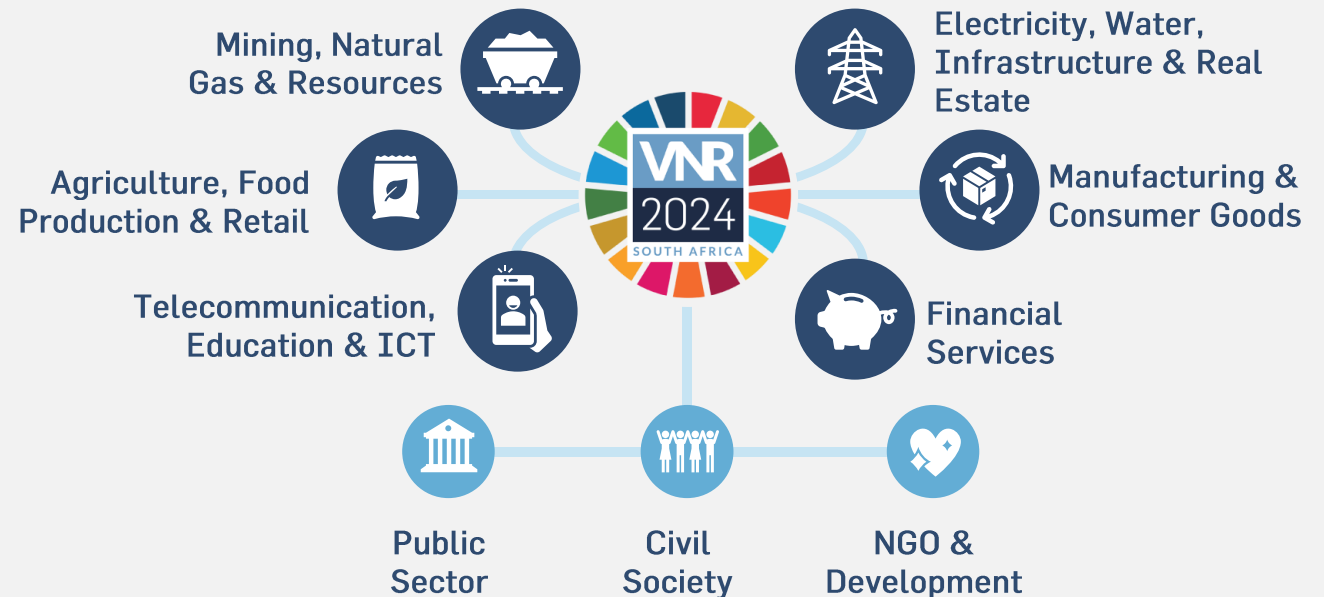 Mining, Natural
Gas & Resources
Agriculture, Food
Production & Retail
Telecommunication,
Education & ICT
VNR
2024
SOUTH AFRICA
Electricity, Water,
Infrastructure & Real
Estate
Manufacturing &
Consumer Goods
Financial
Services
Public
Sector
Civil
Society
NGO &
Development